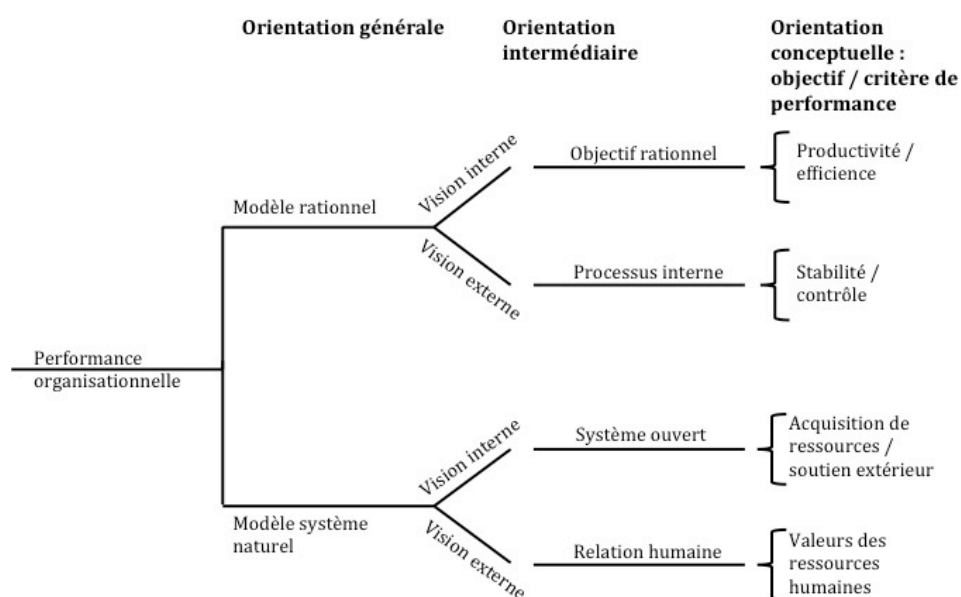 Orientation générale
Orientation
intermédiaire
Orientation
conceptuelle :
objectif / critère de
performance
Performance
organisationnelle
Modèle rationnel
Vision interne
Objectif rationnel
Productivité /
efficience
Vision externe
Processus interne
Stabilité /
contrôle
Modèle système
naturel
Vision interne
Système ouvert
Acquisition de
ressources /
soutien extérieur
Vision externe
Relation humaine
Valeurs des
ressources
humaines